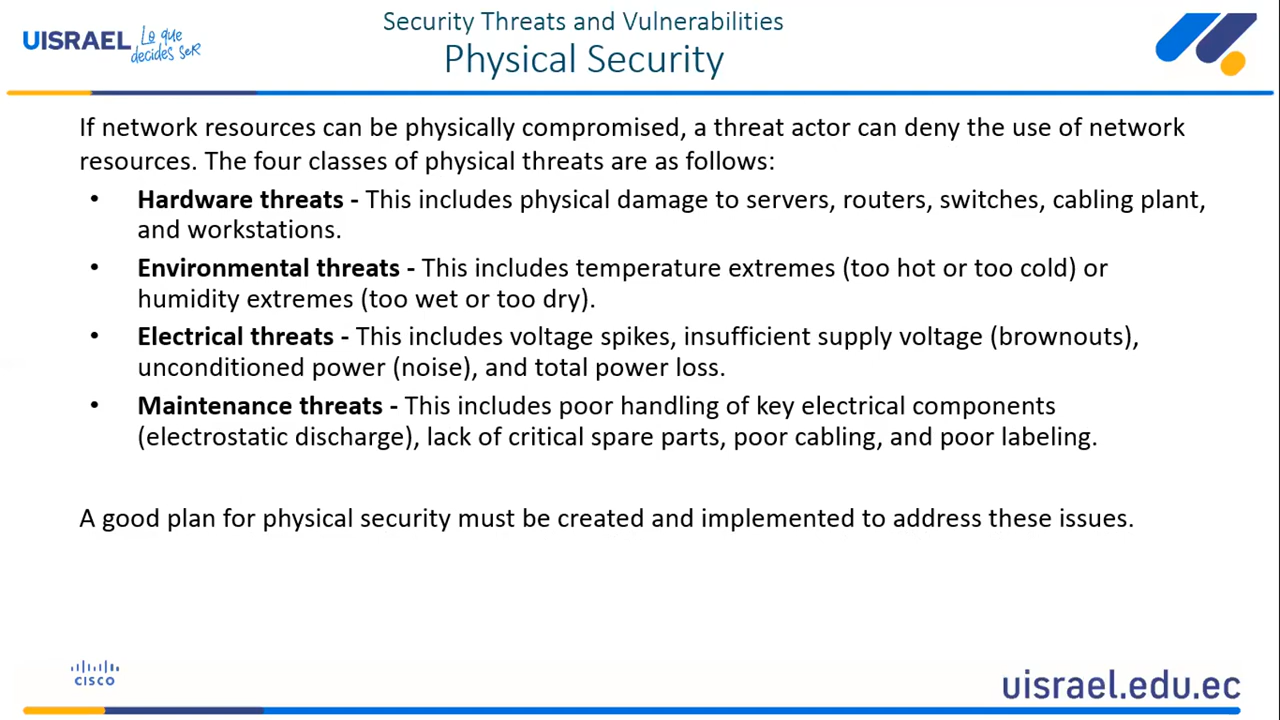 Security Threats and Vulnerabilities
UISRAEL Lo que
decides seR
Physical Security
If network resources can be physically compromised, a threat actor can deny the use of network
resources. The four classes of physical threats are as follows:
• Hardware threats - This includes physical damage to servers, routers, switches, cabling plant,
and workstations.
• Environmental threats - This includes temperature extremes (too hot or too cold) or
humidity extremes (too wet or too dry).
• Electrical threats - This includes voltage spikes, insufficient supply voltage (brownouts),
unconditioned power (noise), and total power loss.
• Maintenance threats - This includes poor handling of key electrical components
(electrostatic discharge), lack of critical spare parts, poor cabling, and poor labeling.
A good plan for physical security must be created and implemented to address these issues.
CISCO
uisrael.edu.ec